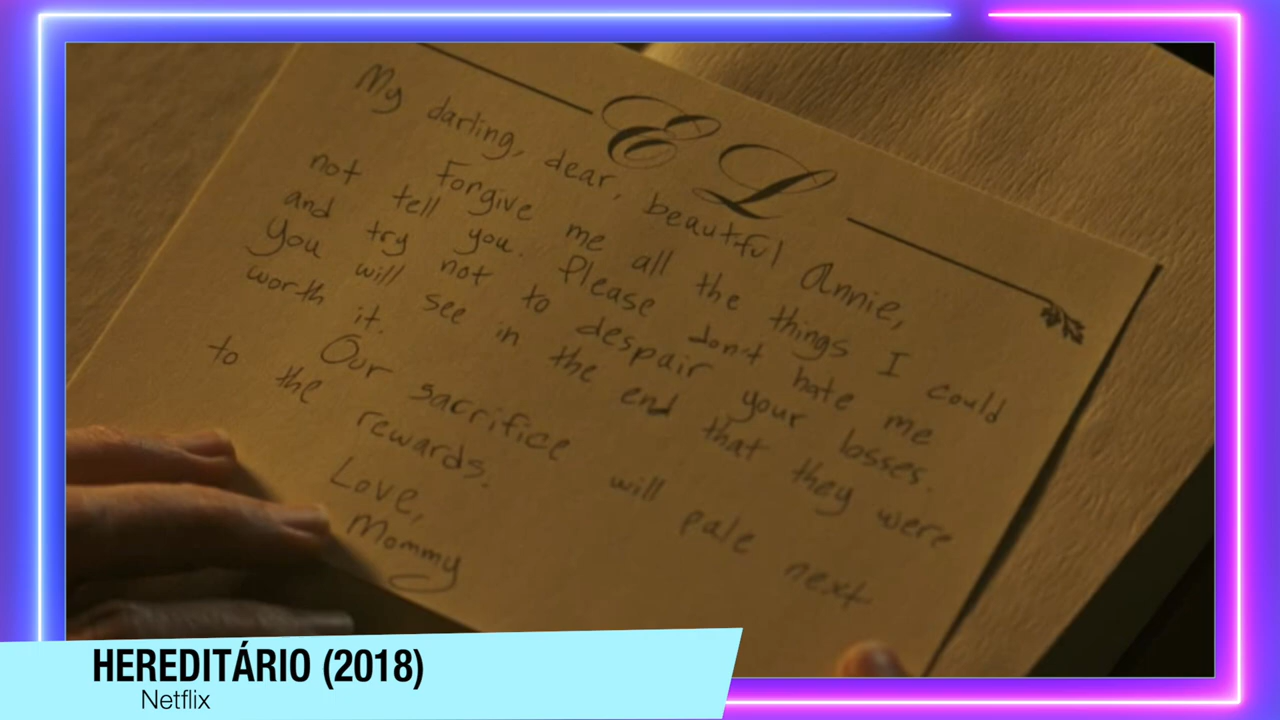 E L
My darling, dear, beautiful Annie,
Forgive me all the things I could
not tell you. Please don't hate me
and try not to despair your losses.
You will see in the end that they were
worth it.
Our sacrifice will pale next
to the rewards.
Love,
Mommy
HEREDITÁRIO (2018)
Netflix